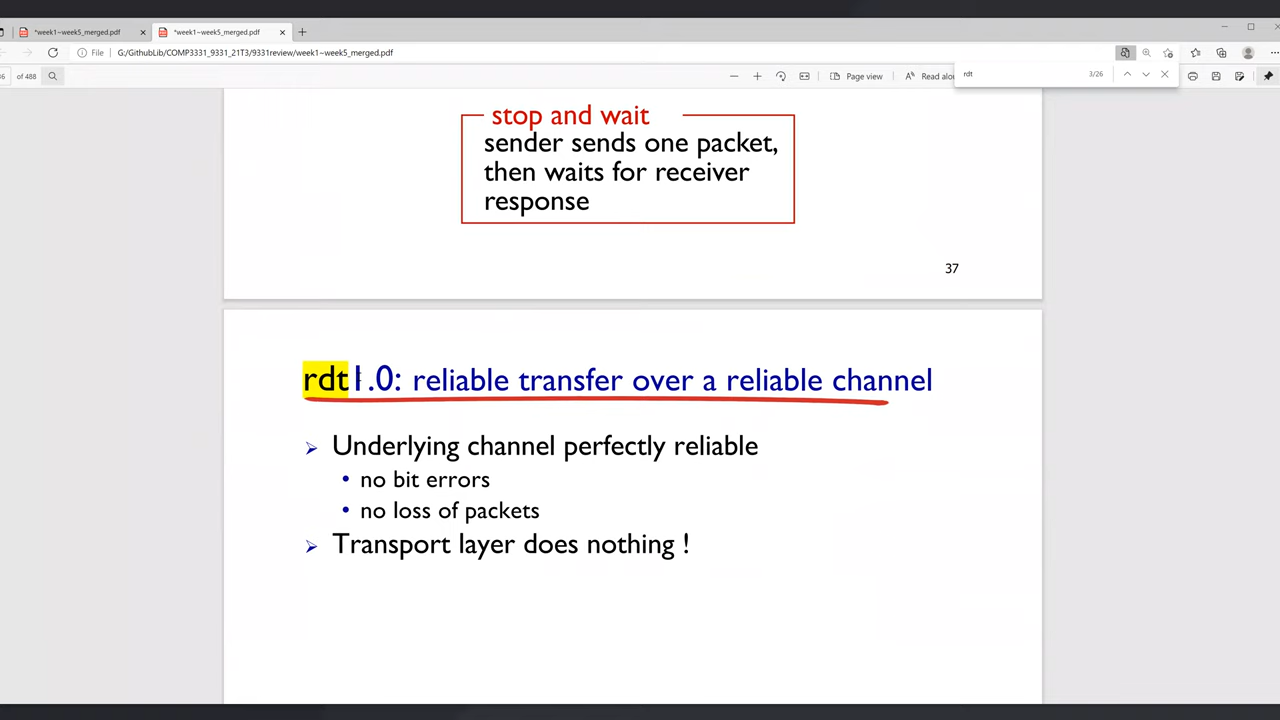 *week1~week5_merged.pdf
*week1~week5_merged.pdf
File
G:/GithubLib/COMP3331_9331_21T3/9331review/week1~week5_merged.pdf
of 488
Page view
Read alou
rdt
3/26
stop and wait
sender sends one packet,
then waits for receiver
response
37
rdt1.0: reliable transfer over a reliable channel
➢ Underlying channel perfectly reliable
• no bit errors
• no loss of packets
➢ Transport layer does nothing !